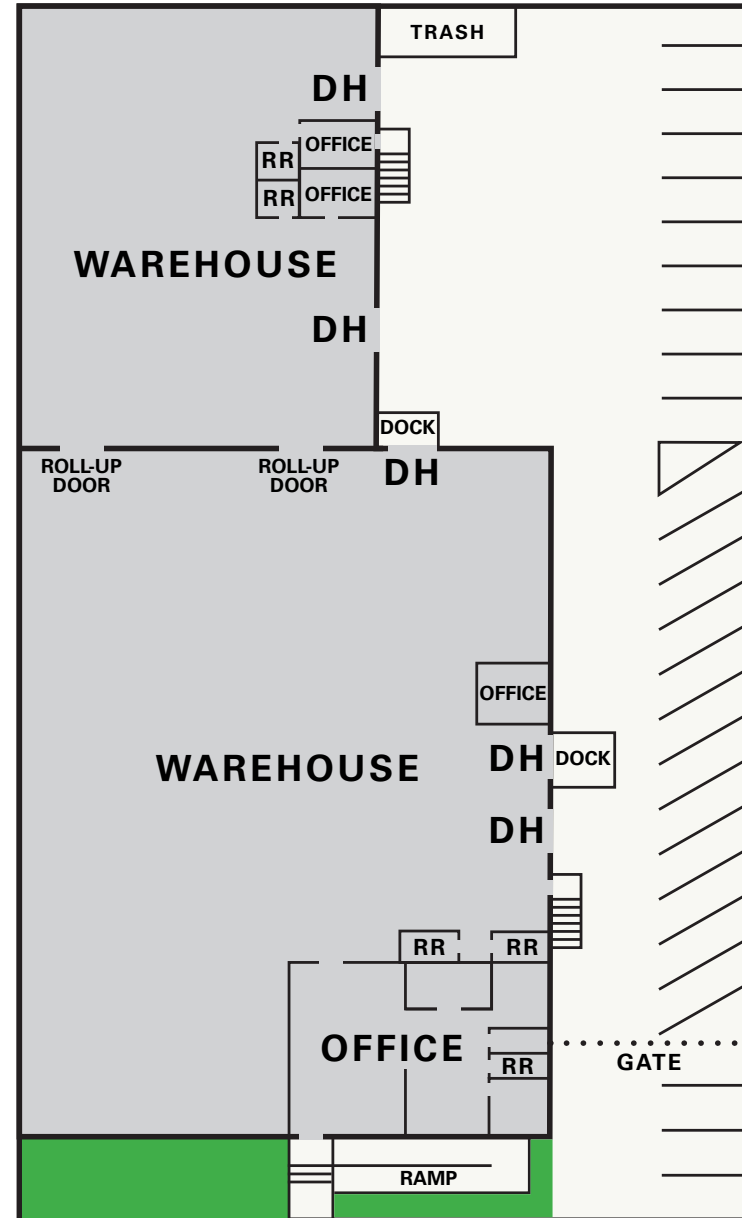 TRASH
DH
OFFICE
RR
RR
OFFICE
WAREHOUSE
DH
DOCK
ROLL-UP
DOOR
ROLL-UP
DOOR
DH
OFFICE
DH
DOCK
WAREHOUSE
DH
RR
RR
OFFICE
GATE
RR
RAMP